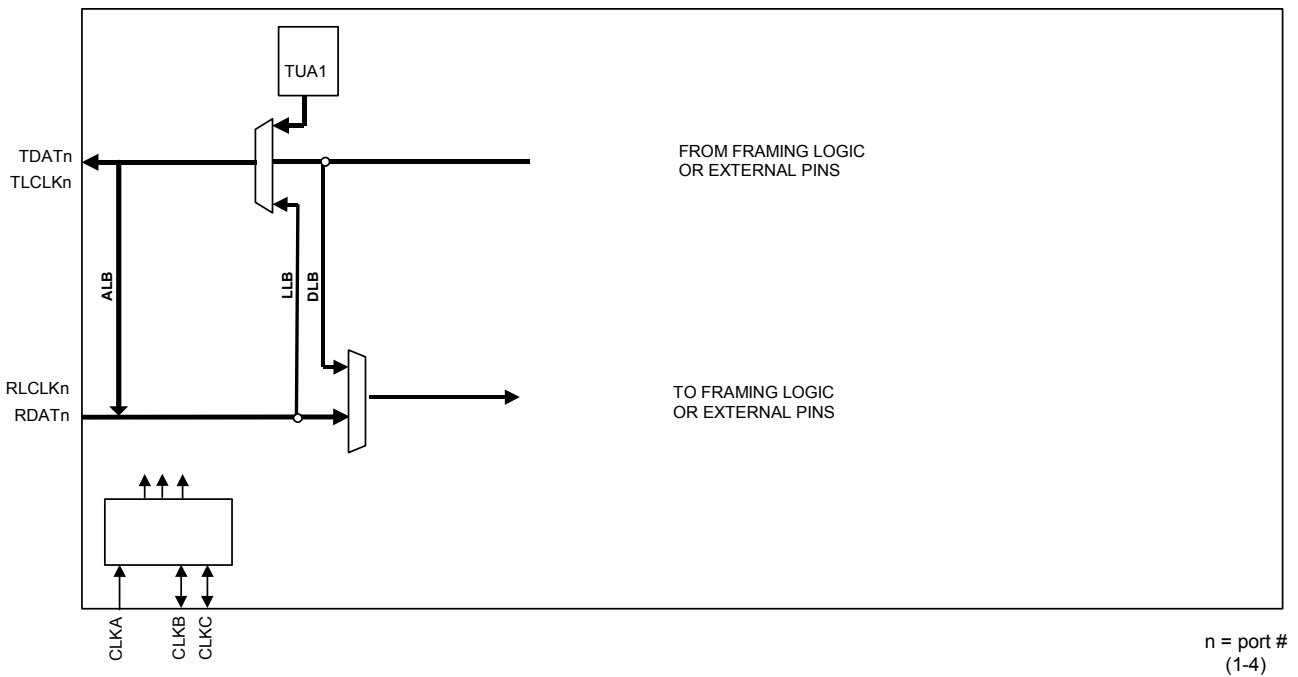 TUA1
TDATn
TLCLKn
FROM FRAMING LOGIC
OR EXTERNAL PINS
ALB
LLB
DLB
RLCLKn
RDATn
TO FRAMING LOGIC
OR EXTERNAL PINS
CLKA
CLKB
CLKC
n = port #
(1-4)